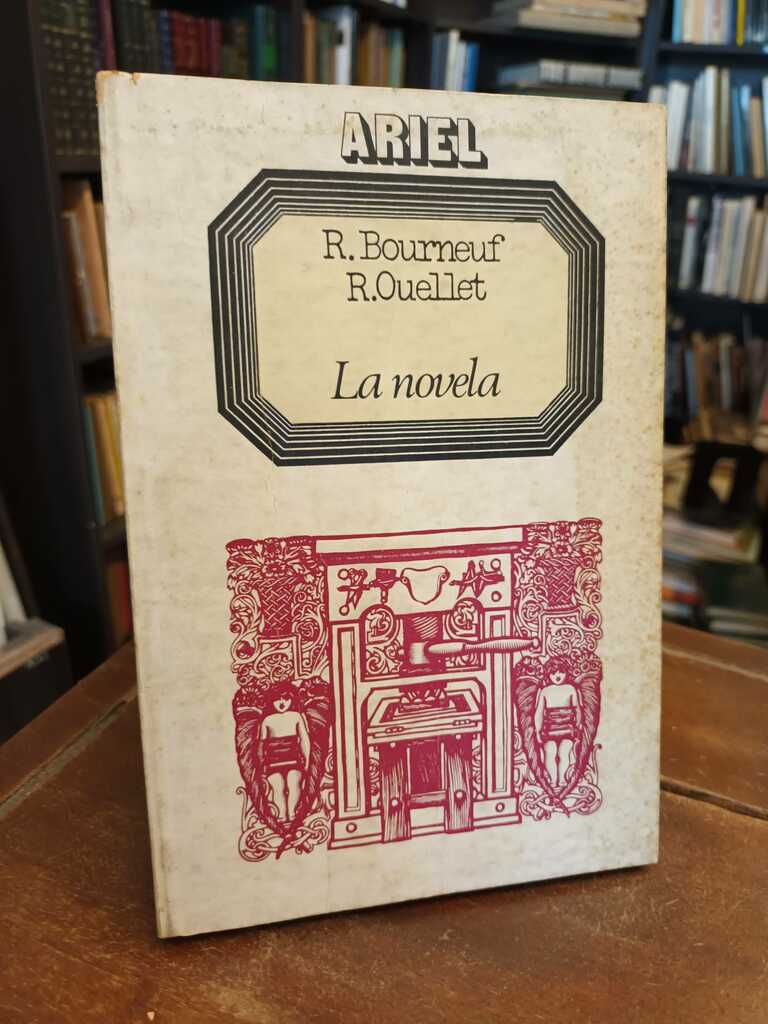 ARIEL
R. Bourneuf
R. Ouellet
La novela